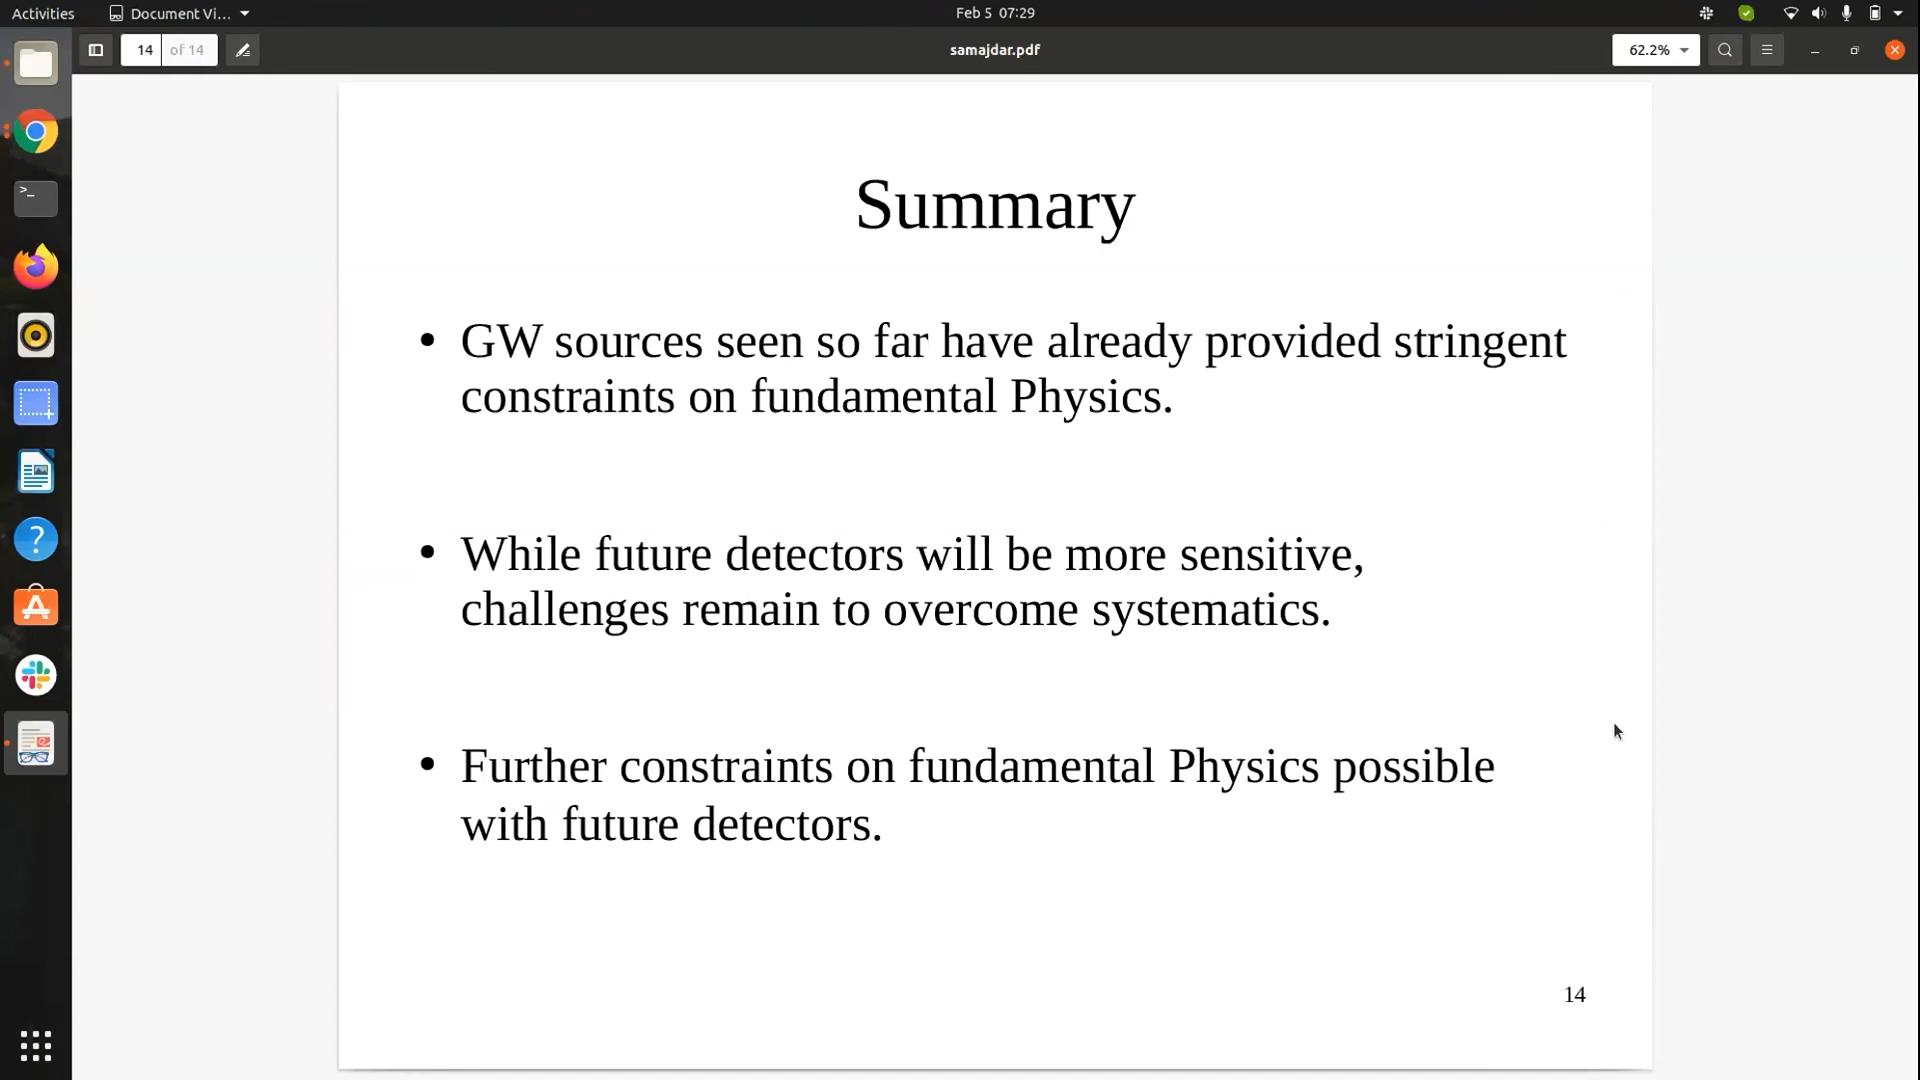 Activities
Document Vi...
Feb 5 07:29
14 of 14
samajdar.pdf
62.2%
Summary
• GW sources seen so far have already provided stringent
constraints on fundamental Physics.
• While future detectors will be more sensitive,
challenges remain to overcome systematics.
• Further constraints on fundamental Physics possible
with future detectors.
14